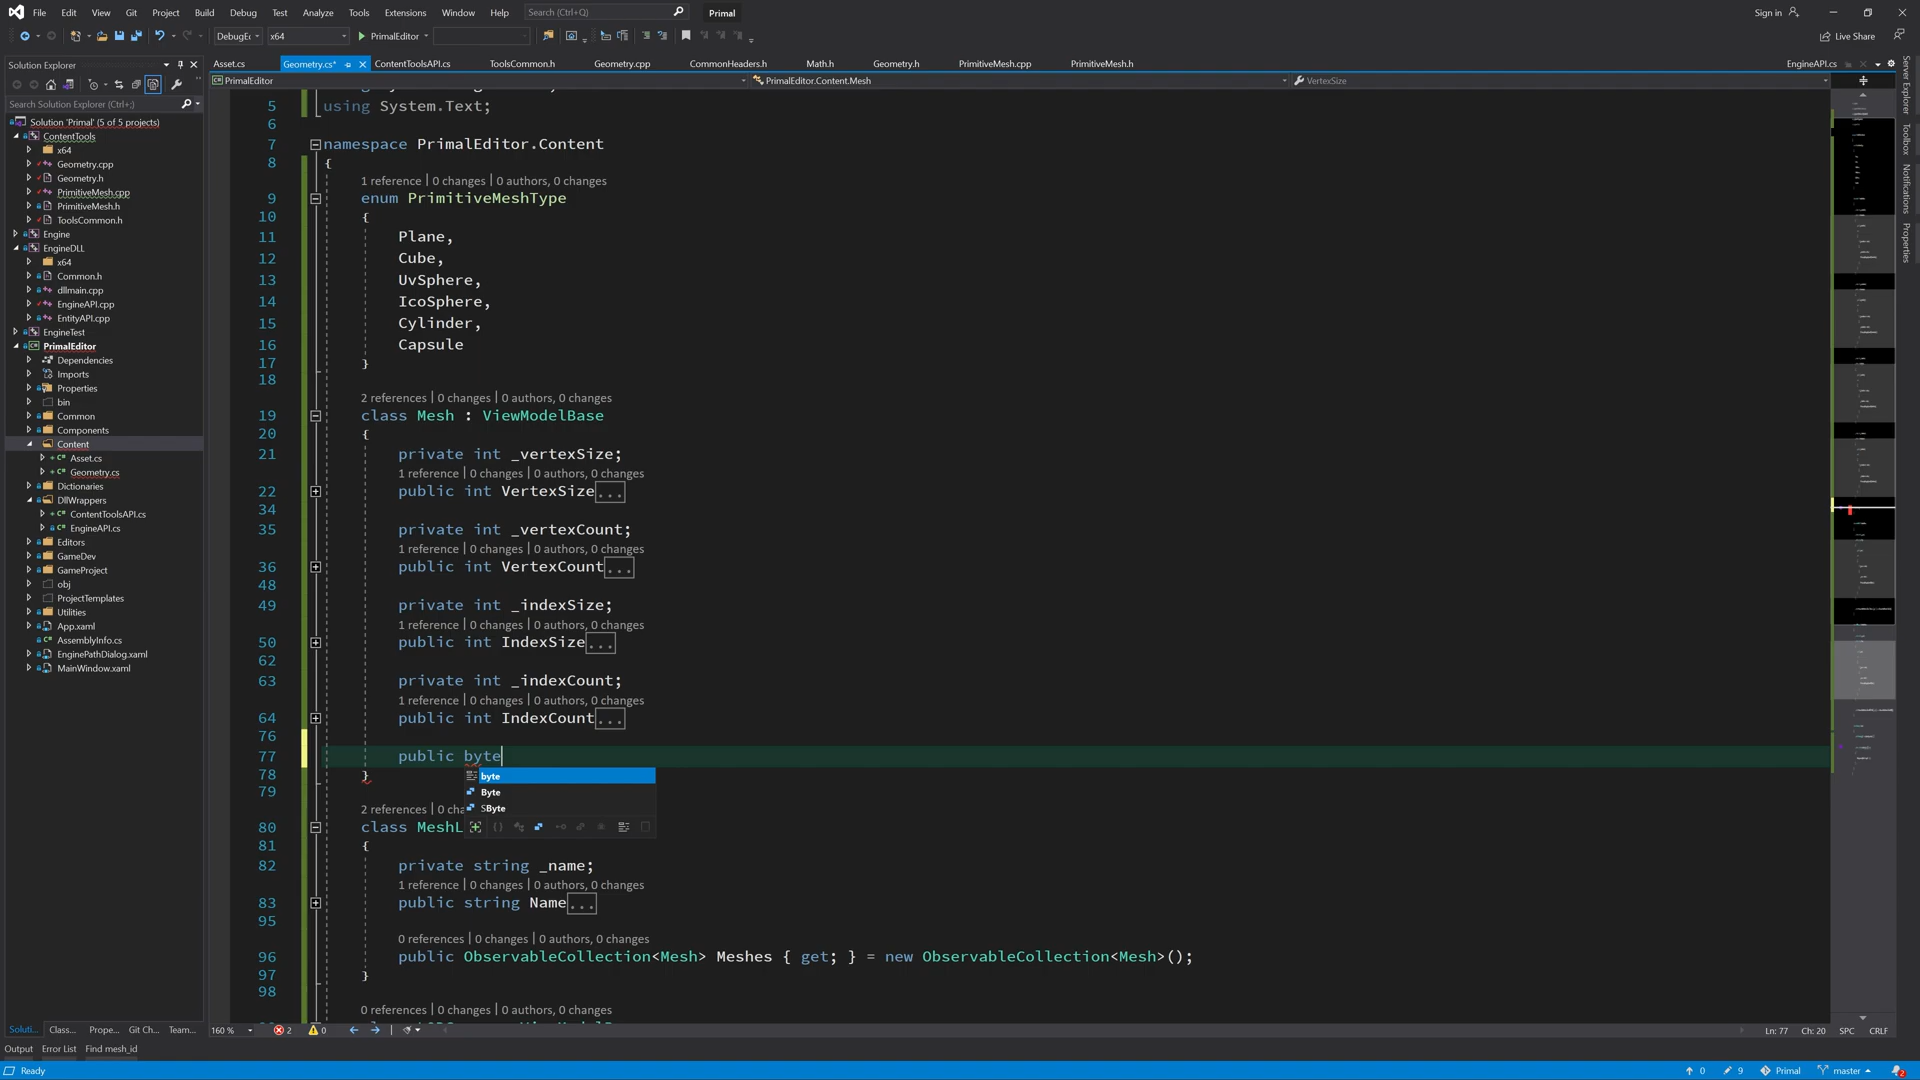 File Edit View Git Project Build Debug Test Analyze Tools Extensions Window Help Search (Ctrl+Q) Primal Sign in
x64 PrimalEditor Live Share
Solution Explorer
Asset.cs Geometry.cs* ContentToolsAPI.cs ToolsCommon.h Geometry.cpp CommonHeaders.h Math.h Geometry.h PrimitiveMesh.cpp PrimitiveMesh.h EngineAPI.cs
PrimalEditor PrimalEditor.Content.Mesh VertexSize
Search Solution Explorer (Ctrl+;)
Solution 'Primal' (5 of 5 projects)
ContentTools
x64
Geometry.cpp
Geometry.h
PrimitiveMesh.cpp
PrimitiveMesh.h
ToolsCommon.h
Engine
EngineDLL
x64
Common.h
dllmain.cpp
EngineAPI.cpp
EntityAPI.cpp
EngineTest
PrimalEditor
Dependencies
Imports
Properties
bin
Common
Components
Content
Asset.cs
Geometry.cs
Dictionaries
DllWrappers
ContentToolsAPI.cs
EngineAPI.cs
Editors
GameDev
GameProject
obj
ProjectTemplates
Utilities
App.xaml
AssemblyInfo.cs
EnginePathDialog.xaml
MainWindow.xaml
5 using System.Text;
6
7 namespace PrimalEditor.Content
8 {
1 reference | 0 changes | 0 authors, 0 changes
9 enum PrimitiveMeshType
10 {
11 Plane,
12 Cube,
13 UvSphere,
14 IcoSphere,
15 Cylinder,
16 Capsule
17 }
18
2 references | 0 changes | 0 authors, 0 changes
19 class Mesh : ViewModelBase
20 {
21 private int _vertexSize;
1 reference | 0 changes | 0 authors, 0 changes
22 public int VertexSize...
34
35 private int _vertexCount;
1 reference | 0 changes | 0 authors, 0 changes
36 public int VertexCount...
48
49 private int _indexSize;
1 reference | 0 changes | 0 authors, 0 changes
50 public int IndexSize...
62
63 private int _indexCount;
1 reference | 0 changes | 0 authors, 0 changes
64 public int IndexCount...
76
77 public byte
78 }
byte
Byte
SByte
79
2 references | 0 cha
80 class MeshL
81 {
82 private string _name;
1 reference | 0 changes | 0 authors, 0 changes
83 public string Name...
95
0 references | 0 changes | 0 authors, 0 changes
96 public ObservableCollection<Mesh> Meshes { get; } = new ObservableCollection<Mesh>();
97 }
98
0 references | 0 changes | 0 authors, 0 changes
Server Explorer
Toolbox
Notifications
Properties
Soluti... Class... Prope... Git Ch... Team... 160 % 2 0 Ln: 77 Ch: 20 SPC CRLF
Output Error List Find mesh_id
Ready 0 9 Primal master 2